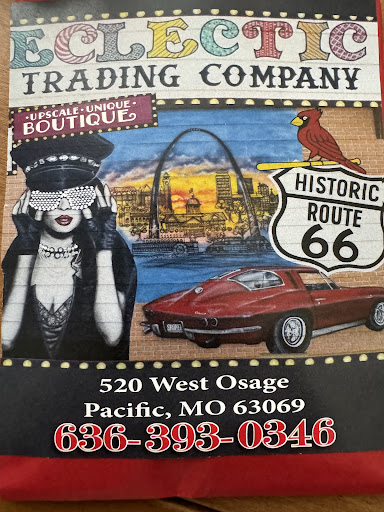 ECLECTIC
TRADING COMPANY
·UPSCALE·UNIQUE·
BOUTIQUE·
HISTORIC
ROUTE
66
520 West Osage
Pacific, MO 63069
636-393-0346